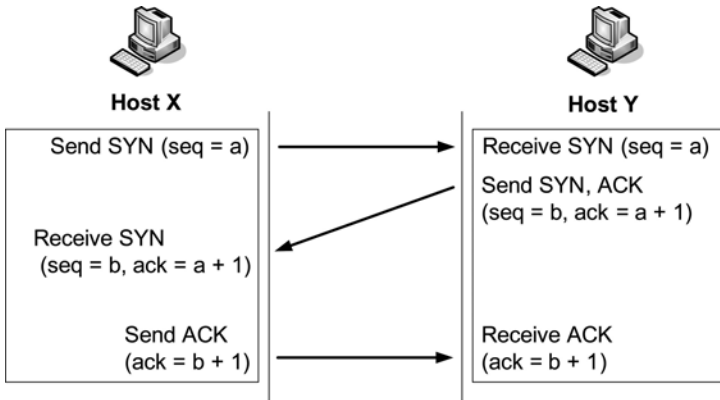 Host X
Host Y
Send SYN (seq = a)
Receive SYN (seq = a)
Send SYN, ACK
(seq = b, ack = a + 1)
Receive SYN
(seq = b, ack = a + 1)
Send ACK
(ack = b + 1)
Receive ACK
(ack = b + 1)